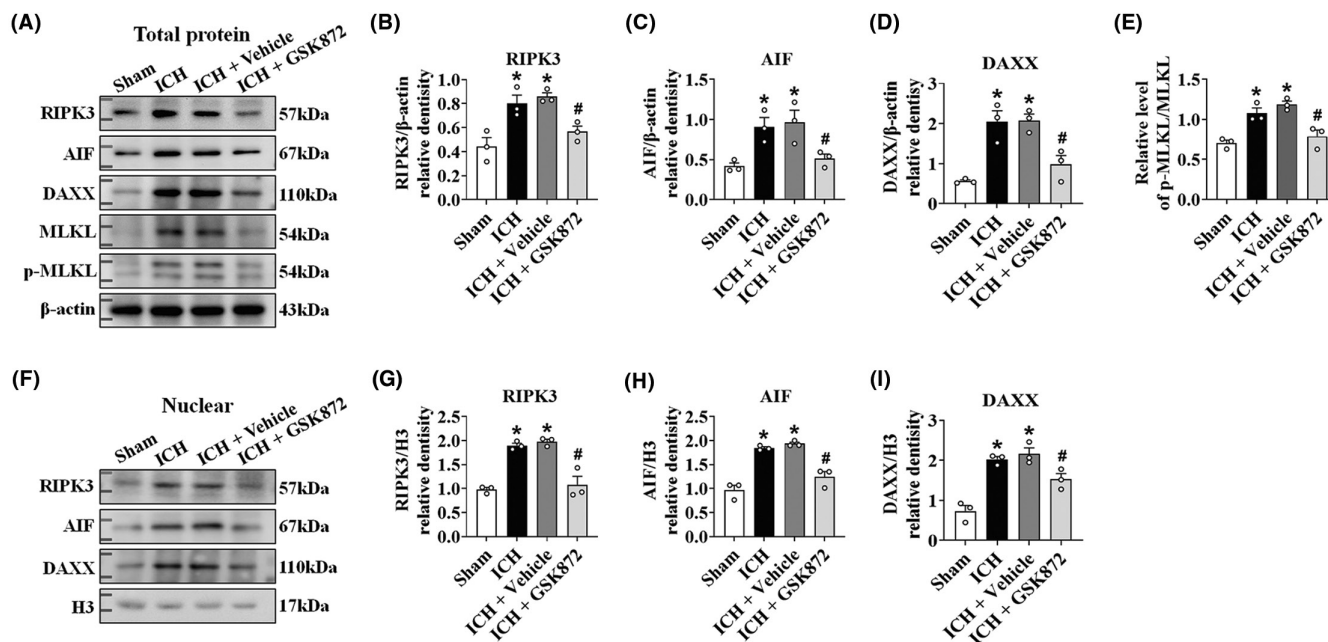 (A)
Total protein
Sham
ICH
ICH + Vehicle
ICH + GSK872
RIPK3
57kDa
AIF
67kDa
DAXX
110kDa
MLKL
54kDa
p-MLKL
54kDa
β-actin
43kDa
(B)
RIPK3
RIPK3/β-actin
relative dentisity
1.0
0.8
0.6
0.4
0.2
0.0
* * #
Sham
ICH
ICH + Vehicle
ICH + GSK872
(C)
AIF
AIF/β-actin
relative dentisity
1.5
1.0
0.5
0.0
* * #
Sham
ICH
ICH + Vehicle
ICH + GSK872
(D)
DAXX
DAXX/β-actin
relative dentisy
3
2
1
0
* * #
Sham
ICH
ICH + Vehicle
ICH + GSK872
(E)
Relative level
of p-MLKL/MLKL
1.5
1.0
0.5
0.0
* * #
Sham
ICH
ICH + Vehicle
ICH + GSK872
(F)
Nuclear
Sham
ICH
ICH + Vehicle
ICH + GSK872
RIPK3
57kDa
AIF
67kDa
DAXX
110kDa
H3
17kDa
(G)
RIPK3
RIPK3/H3
relative dentisity
2.5
2.0
1.5
1.0
0.5
0.0
* * #
Sham
ICH
ICH + Vehicle
ICH + GSK872
(H)
AIF
AIF/H3
relative dentisity
2.5
2.0
1.5
1.0
0.5
0.0
* * #
Sham
ICH
ICH + Vehicle
ICH + GSK872
(I)
DAXX
DAXX/H3
relative dentisity
3
2
1
0
* * #
Sham
ICH
ICH + Vehicle
ICH + GSK872